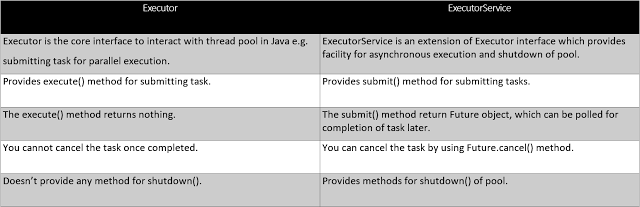 Executor
ExecutorService
Executor is the core interface to interact with thread pool in Java e.g.
submitting task for parallel execution.
ExecutorService is an extension of Executor interface which provides
facility for asynchronous execution and shutdown of pool.
Provides execute() method for submitting task.
Provides submit() method for submitting tasks.
The execute() method returns nothing.
The submit() method return Future object, which can be polled for
completion of task later.
You cannot cancel the task once completed.
You can cancel the task by using Future.cancel() method.
Doesn't provide any method for shutdown().
Provides methods for shutdown() of pool.